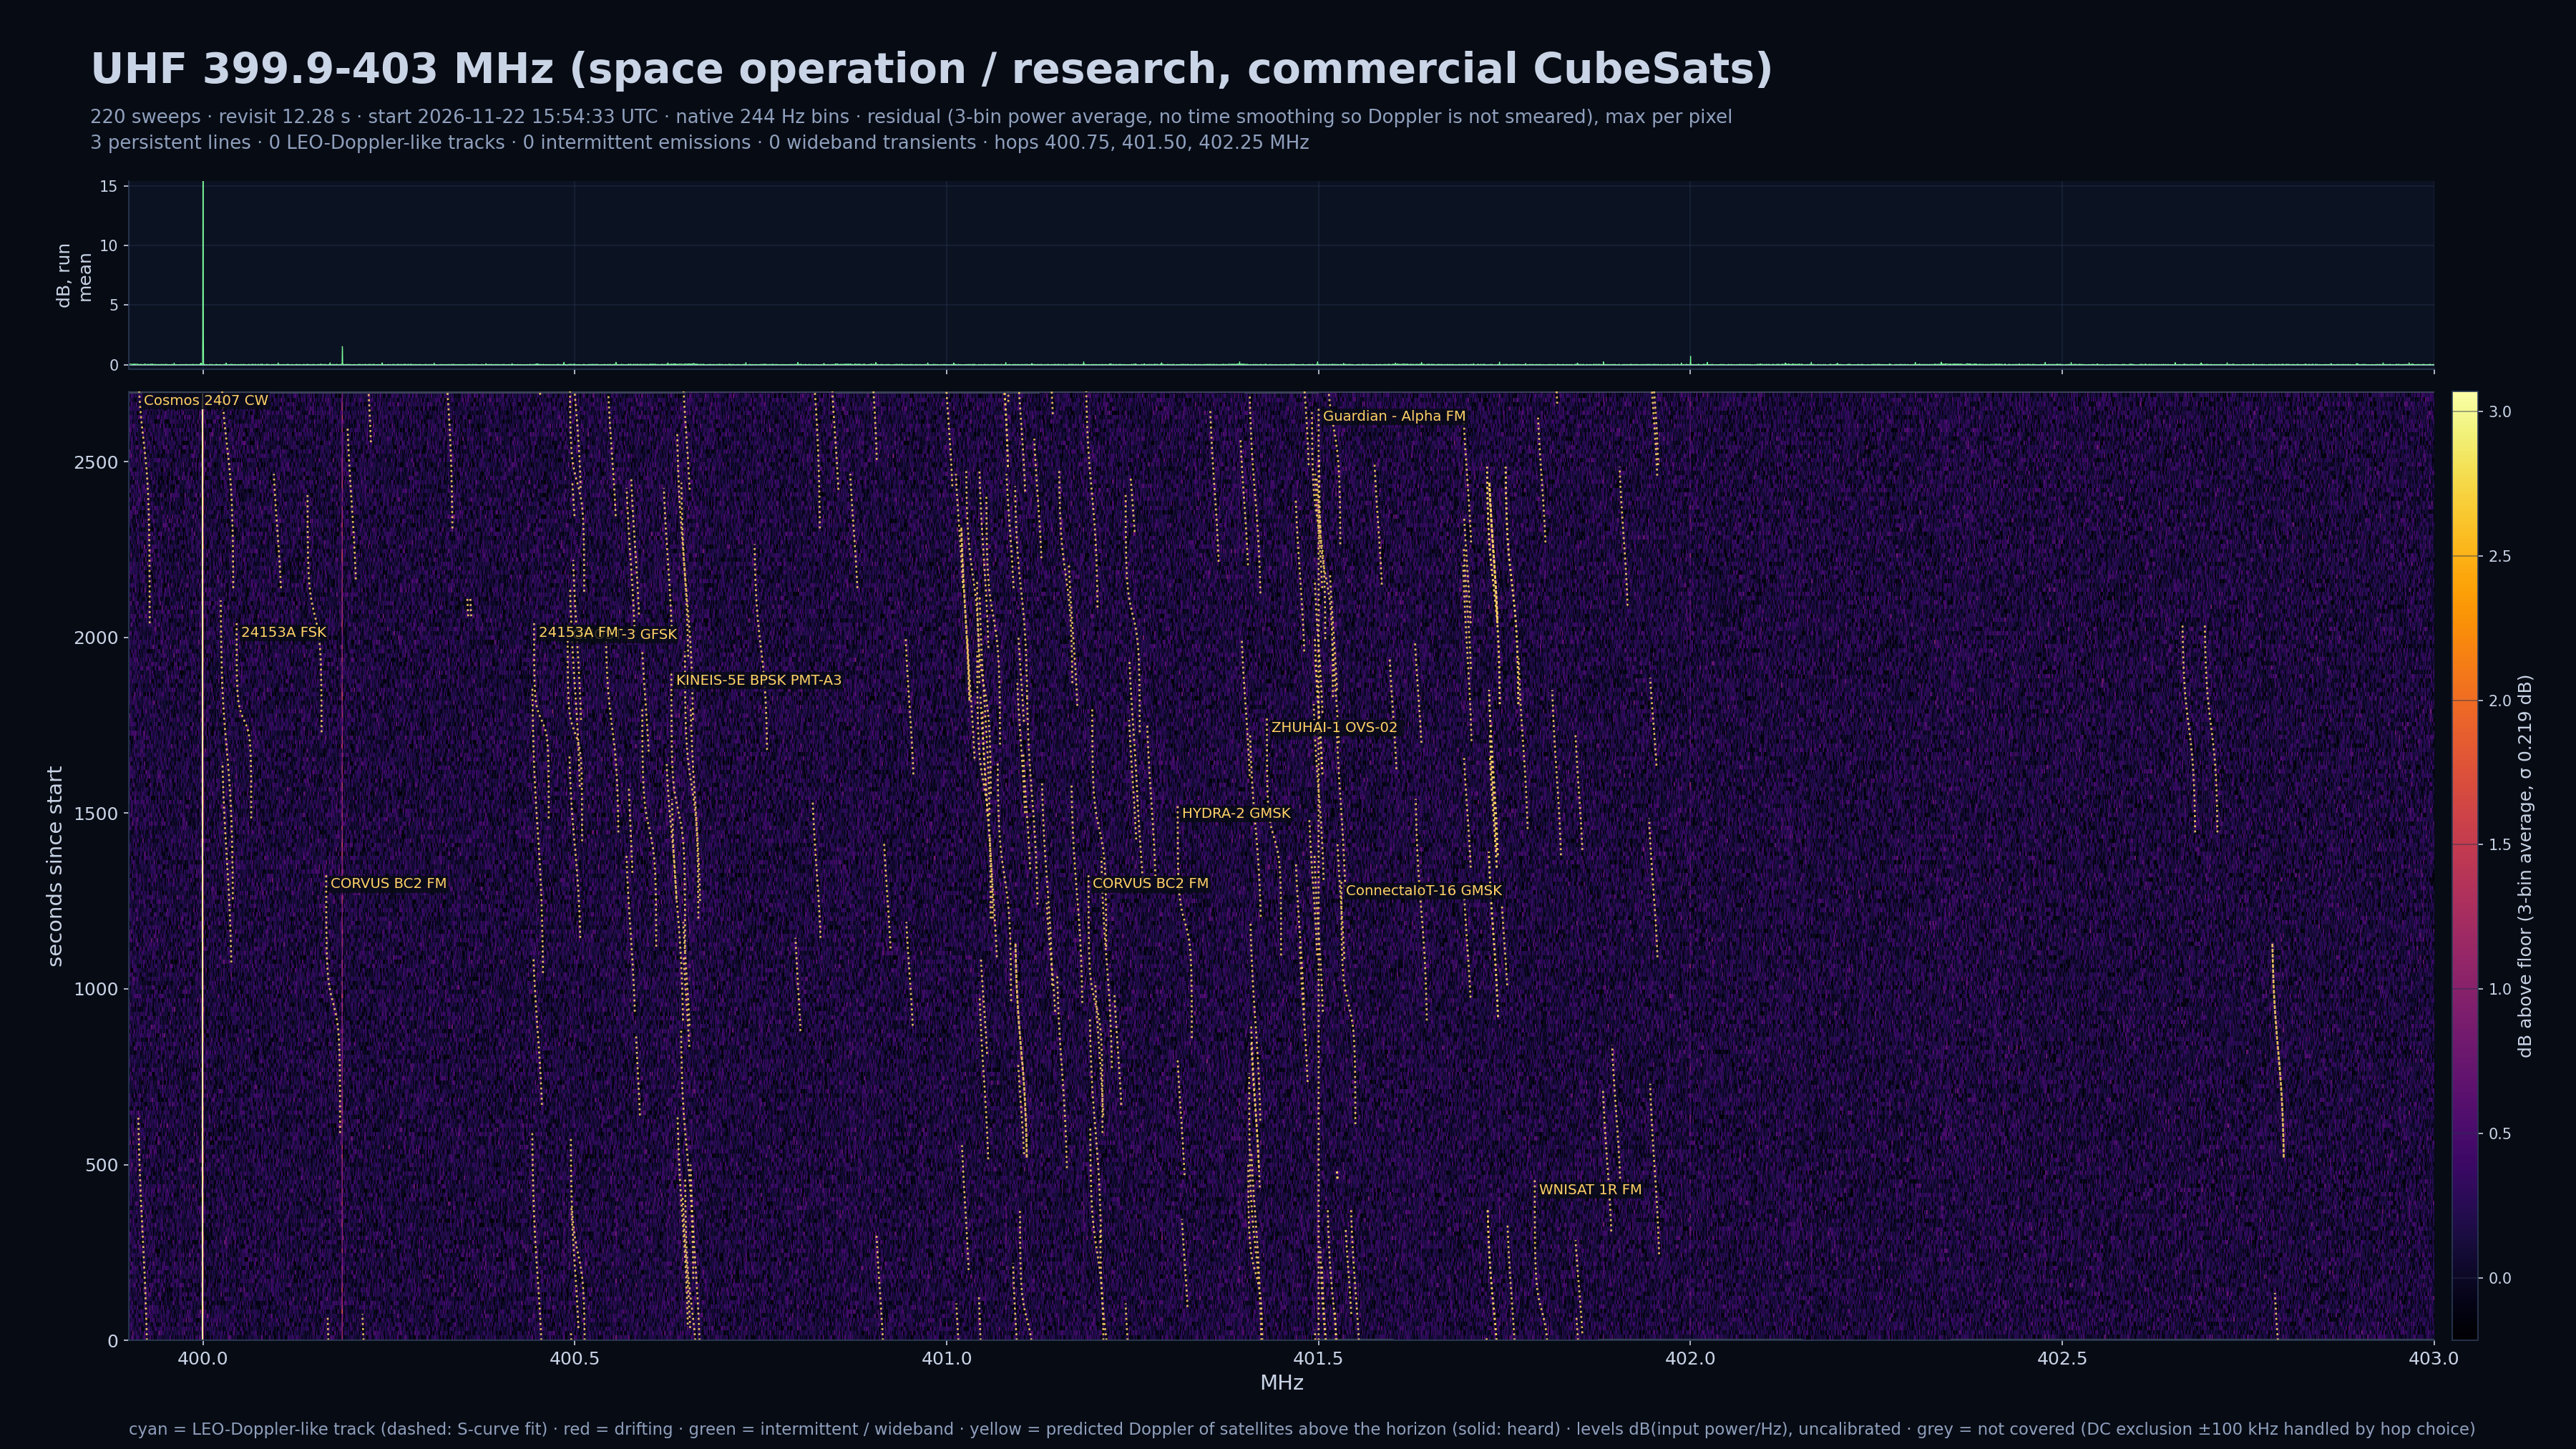 UHF 399.9-403 MHz (space operation / research, commercial CubeSats)
220 sweeps · revisit 12.28 s · start 2026-11-22 15:54:33 UTC · native 244 Hz bins · residual (3-bin power average, no time smoothing so Doppler is not smeared), max per pixel
3 persistent lines · 0 LEO-Doppler-like tracks · 0 intermittent emissions · 0 wideband transients · hops 400.75, 401.50, 402.25 MHz
15
10
5
0
dB, run
mean
Cosmos 2407 CW
Guardian - Alpha FM
24153A FSK
24153A FM
-3 GFSK
KINEIS-5E BPSK PMT-A3
ZHUHAI-1 OVS-02
HYDRA-2 GMSK
CORVUS BC2 FM
CORVUS BC2 FM
ConnectaIoT-16 GMSK
WNISAT 1R FM
2500
2000
1500
1000
500
0
seconds since start
400.0
400.5
401.0
401.5
402.0
402.5
403.0
MHz
3.0
2.5
2.0
1.5
1.0
0.5
0.0
dB above floor (3-bin average, σ 0.219 dB)
cyan = LEO-Doppler-like track (dashed: S-curve fit) · red = drifting · green = intermittent / wideband · yellow = predicted Doppler of satellites above the horizon (solid: heard) · levels dB(input power/Hz), uncalibrated · grey = not covered (DC exclusion ±100 kHz handled by hop choice)